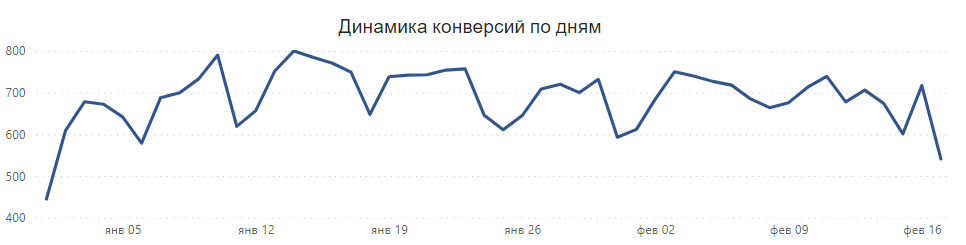 Динамика конверсий по дням
800
700
600
500
400
янв 05 янв 12 янв 19 янв 26 фев 02 фев 09 фев 16